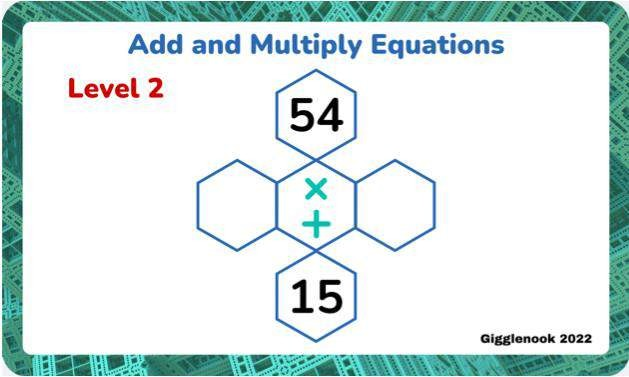 Add and Multiply Equations
Level 2
54
×
+
15
Gigglenook 2022